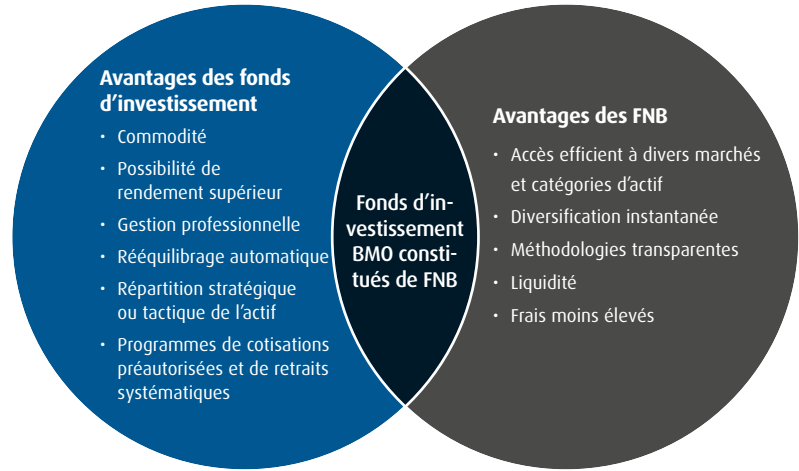 Avantages des fonds
d'investissement
• Commodité
• Possibilité de
rendement supérieur
• Gestion professionnelle
• Rééquilibrage automatique
• Répartition stratégique
ou tactique de l'actif
• Programmes de cotisations
préautorisées et de retraits
systématiques
Fonds d'in-
vestissement
BMO consti-
tués de FNB
Avantages des FNB
• Accès efficient à divers marchés
et catégories d'actif
• Diversification instantanée
• Méthodologies transparentes
• Liquidité
• Frais moins élevés